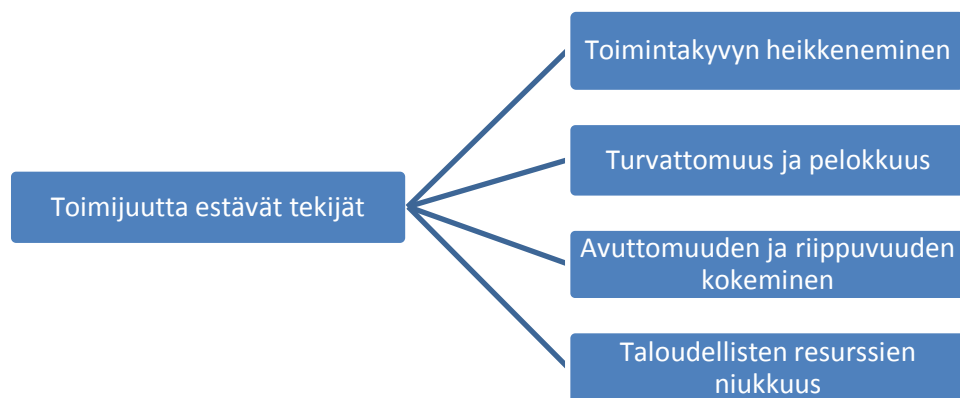 Toimintakyvyn heikkeneminen
Turvattomuus ja pelokkuus
Toimijuutta estävät tekijät
Avuttomuuden ja riippuvuuden
kokeminen
Taloudellisten resurssien
niukkuus